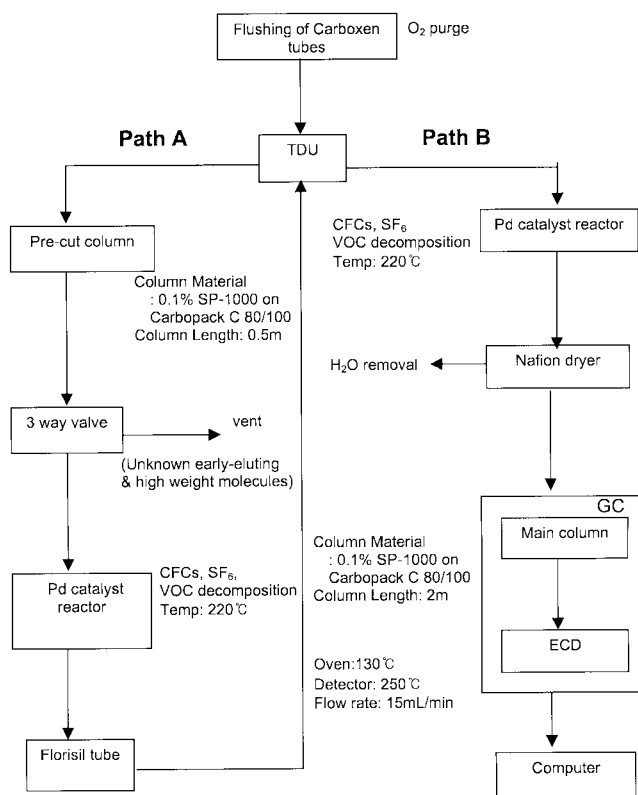 Flushing of Carboxen
tubes
O₂ purge
Path A
TDU
Path B
Pre-cut column
Column Material
: 0.1% SP-1000 on
Carbopack C 80/100
Column Length: 0.5m
3 way valve
vent
(Unknown early-eluting
& high weight molecules)
Pd catalyst
reactor
CFCs, SF₆,
VOC decomposition
Temp: 220℃
Florisil tube
CFCs, SF₆
VOC decomposition
Temp: 220℃
Pd catalyst reactor
H₂O removal
Nafion dryer
GC
Main column
Column Material
: 0.1% SP-1000 on
Carbopack C 80/100
Column Length: 2m
ECD
Oven:130℃
Detector: 250℃
Flow rate: 15mL/min
Computer